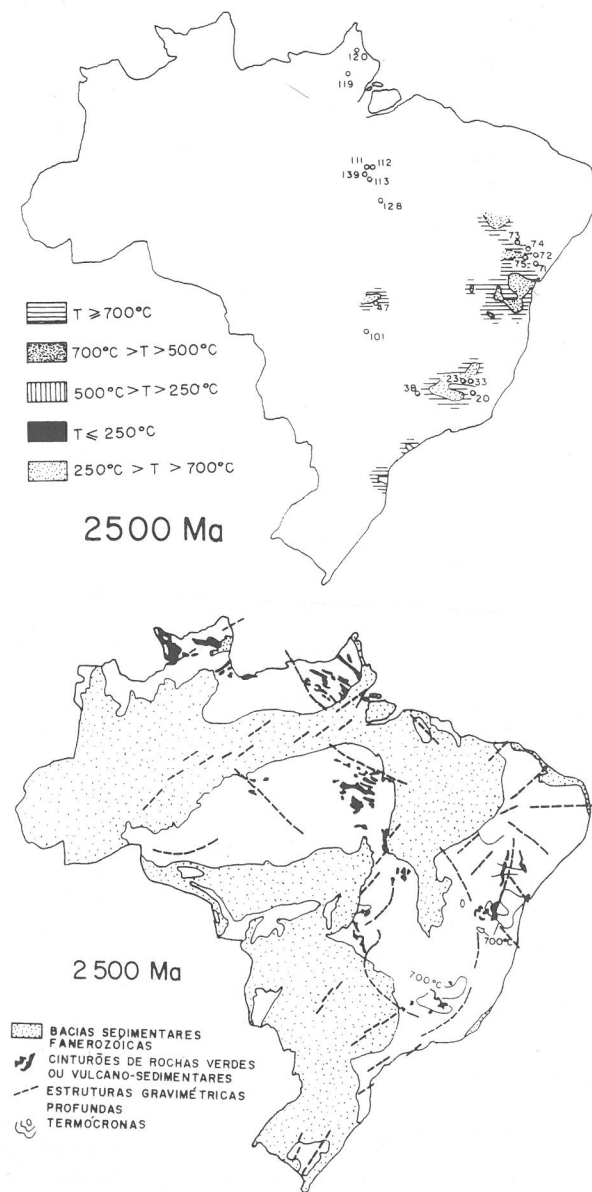 120
119
111
112
139
113
128
73
74
72
75
71
47
101
23
33
38
20
T ⩾ 700°C
700°C > T > 500°C
500°C > T > 250°C
T ≤ 250°C
250°C > T > 700°C
2500 Ma
700°C
700°C
2500 Ma
BACIAS SEDIMENTARES
FANEROZÓICAS
CINTURÕES DE ROCHAS VERDES
OU VULCANO-SEDIMENTARES
ESTRUTURAS GRAVIMÉTRICAS
PROFUNDAS
TERMÓCRONAS